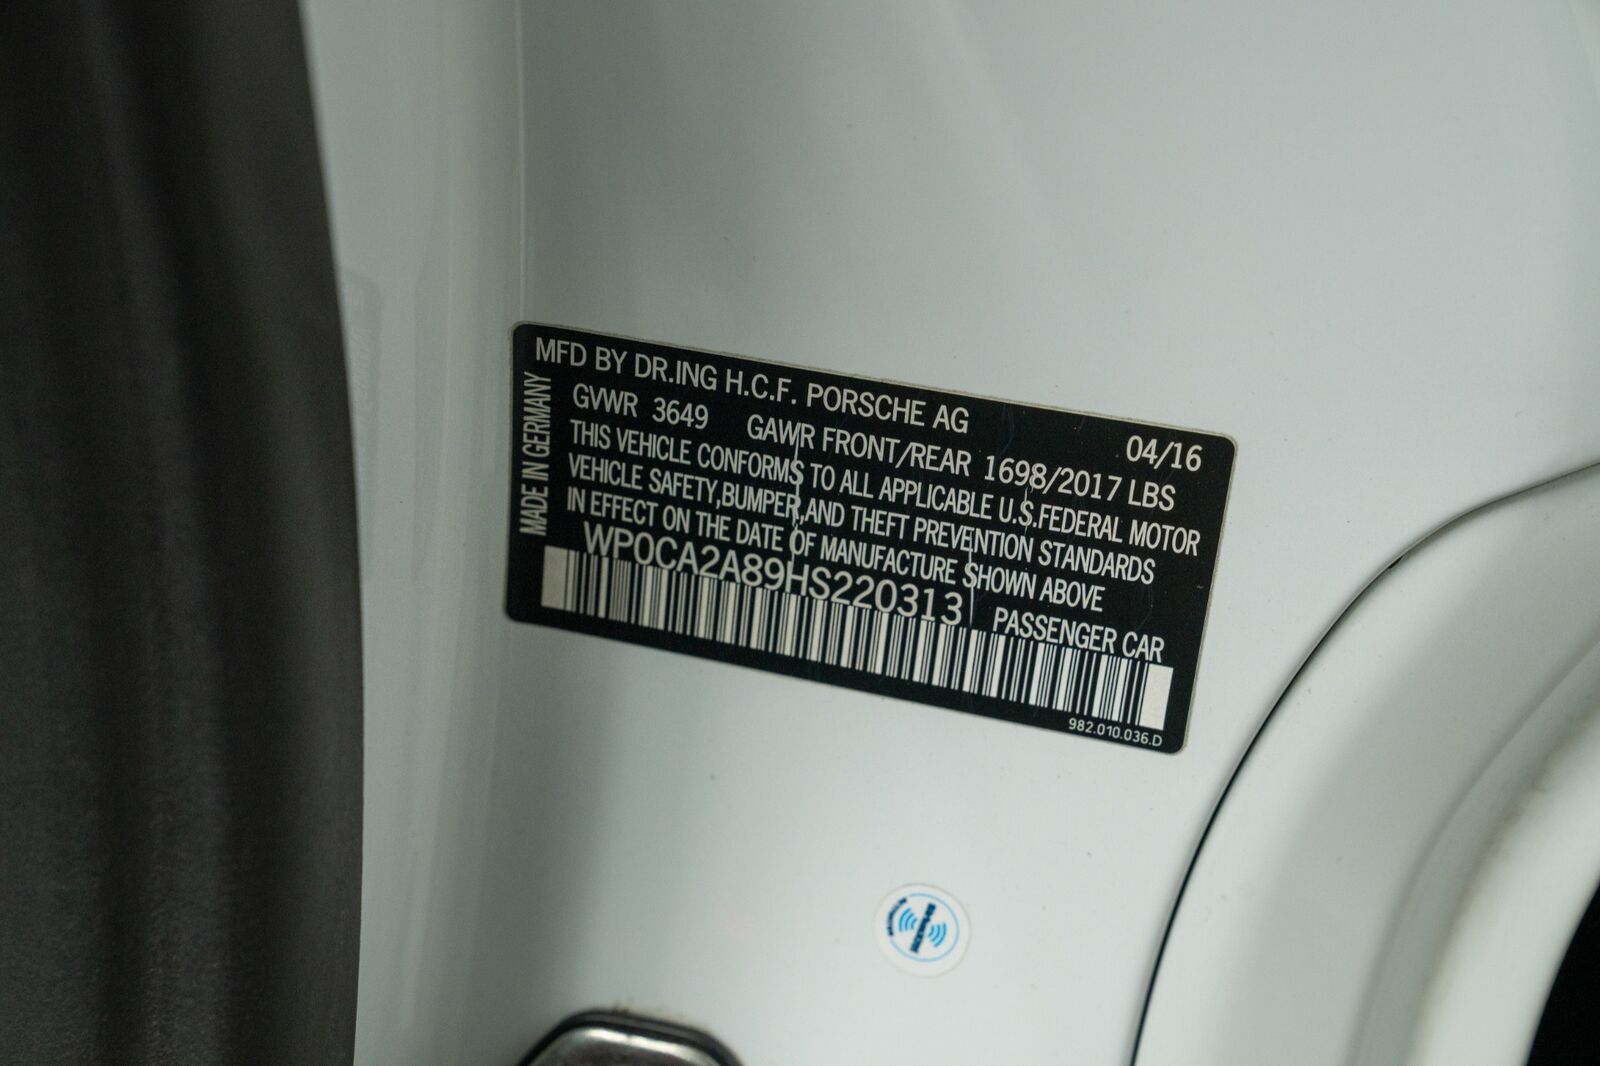 MFD BY DR.ING H.C.F. PORSCHE AG
04/16
MADE IN GERMANY
GVWR 3649 GAWR FRONT/REAR 1698/2017 LBS
THIS VEHICLE CONFORMS TO ALL APPLICABLE U.S.FEDERAL MOTOR
VEHICLE SAFETY,BUMPER,AND THEFT PREVENTION STANDARDS
IN EFFECT ON THE DATE OF MANUFACTURE SHOWN ABOVE
WP0CA2A89HS220313
PASSENGER CAR
982.010.036.D